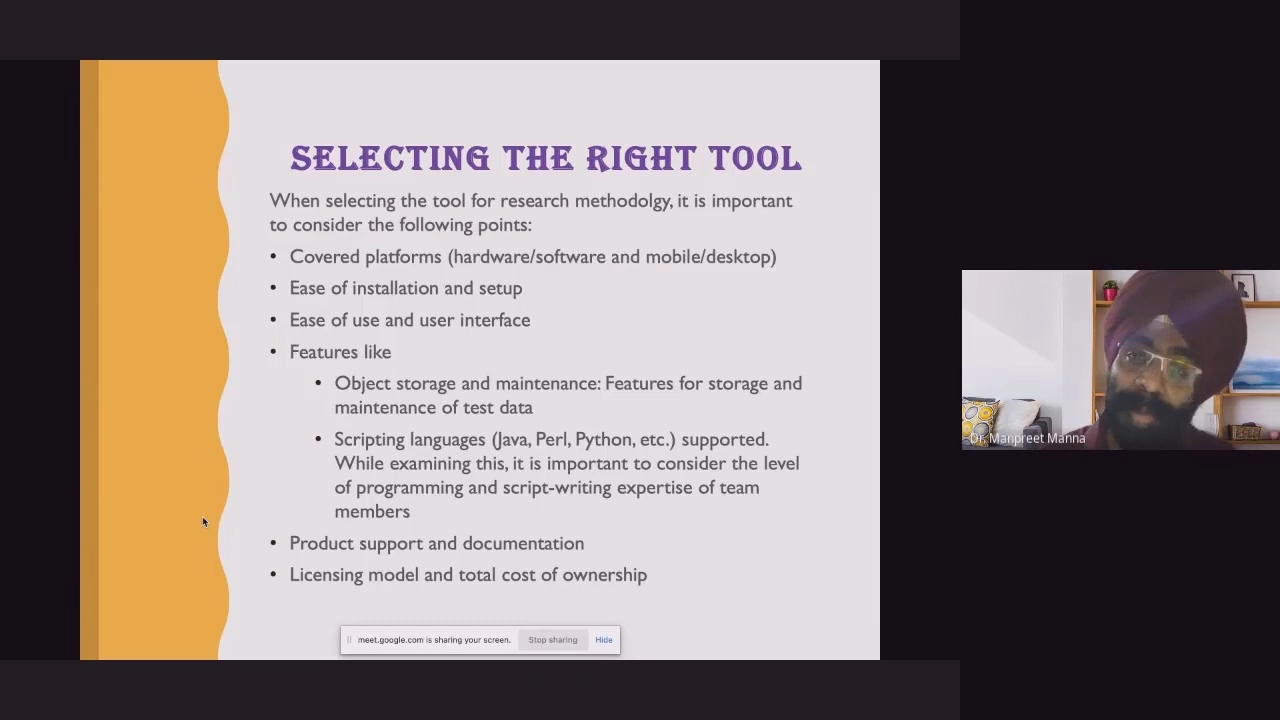 SELECTING THE RIGHT TOOL
When selecting the tool for research methodolgy, it is important
to consider the following points:
• Covered platforms (hardware/software and mobile/desktop)
• Ease of installation and setup
• Ease of use and user interface
• Features like
• Object storage and maintenance: Features for storage and
maintenance of test data
• Scripting languages (Java, Perl, Python, etc.) supported.
While examining this, it is important to consider the level
of programming and script-writing expertise of team
members
• Product support and documentation
• Licensing model and total cost of ownership
meet.google.com is sharing your screen. Stop sharing Hide
Dr. Manpreet Manna